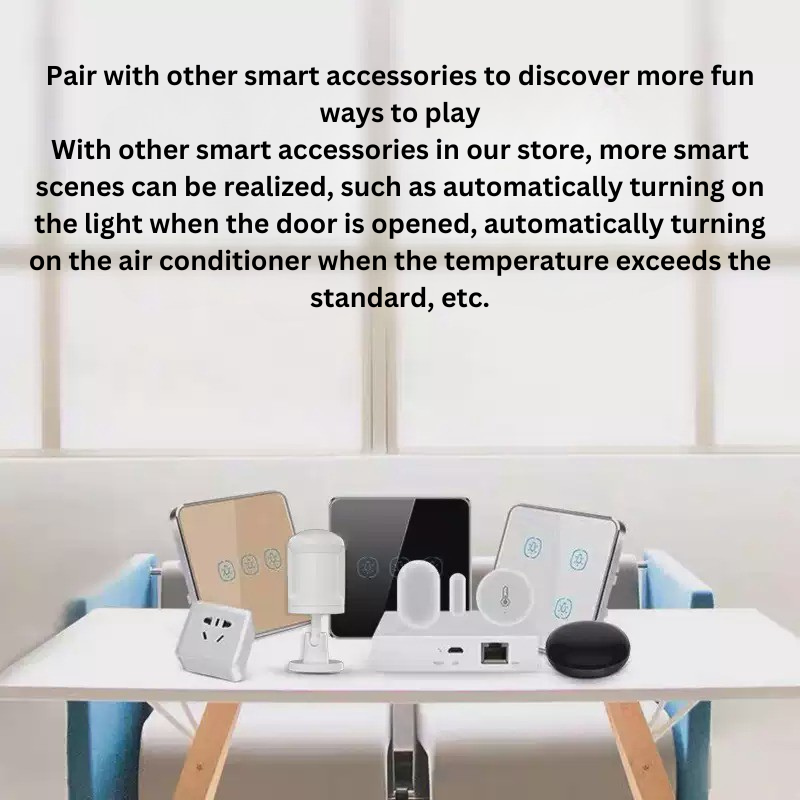 Pair with other smart accessories to discover more fun
ways to play
With other smart accessories in our store, more smart
scenes can be realized, such as automatically turning on
the light when the door is opened, automatically turning
on the air conditioner when the temperature exceeds the
standard, etc.